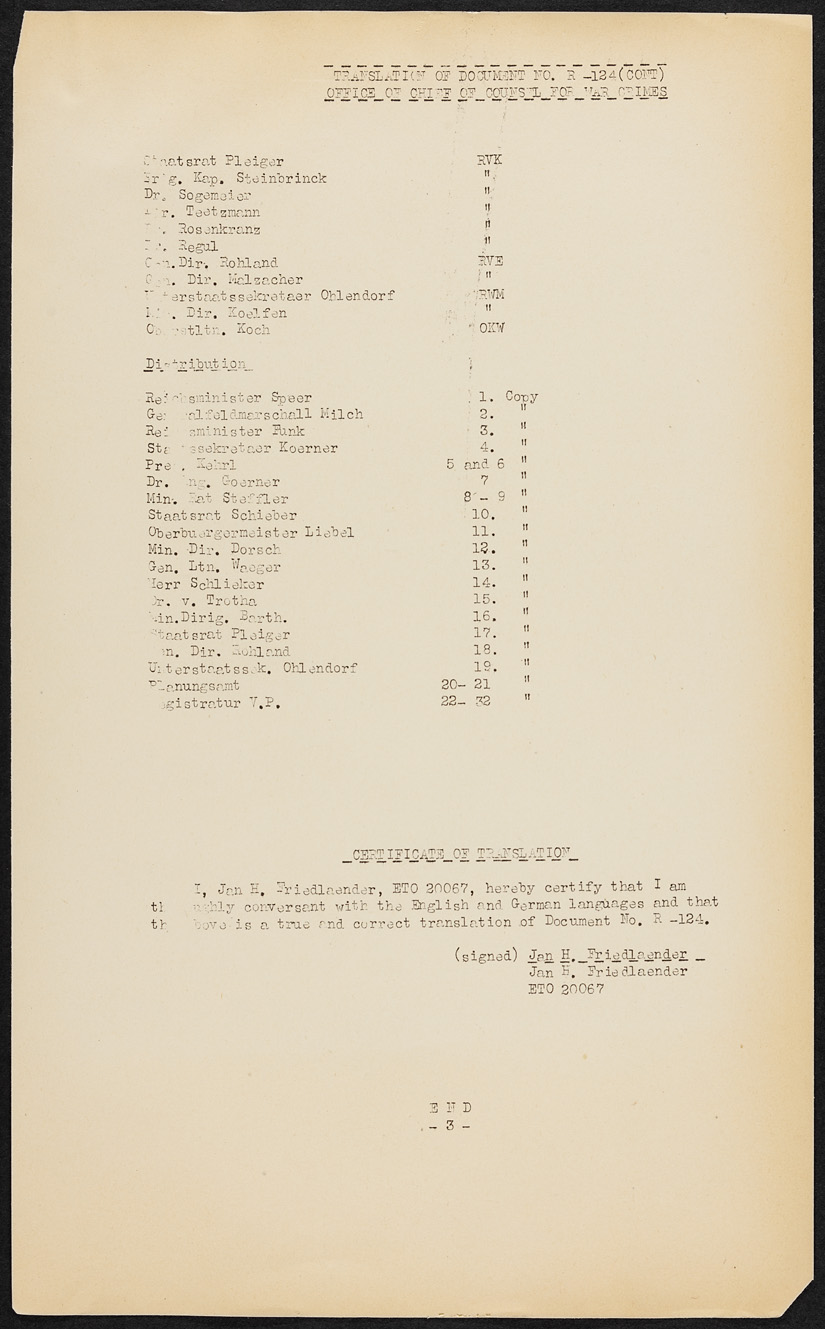 TRANSLATION OF DOCUMENT NO. R -124(CONT)
OFFICE OF CHIEF OF COUNSEL FOR WAR CRIMES
Staatsrat Pleiger RVK
Brig. Kap. Steinbrinck "
Dr. Sogemeier "
Teetzmann "
Rosenkranz "
Regul "
Gen.Dir. Rohland RVE
Gen. Dir. Malzacher "
Unterstaatssekretaer Ohlendorf RWM
Dir. Koelfen "
Oberstltn. Koch OKW
Distribution
Reichsminister Speer 1. Copy
Generalfeldmarschall Milch 2. "
Reichsminister Funk 3. "
Staatssekretaer Koerner 4. "
Pres. Kehrl 5 and 6 "
Dr. Ing. Goerner 7 "
Min. Rat Steffler 8 - 9 "
Staatsrat Schieber 10. "
Oberbuergermeister Liebel 11. "
Min. Dir. Dorsch 12. "
Gen. Ltn. Waeger 13. "
Herr Schlieker 14. "
Dr. v. Trotha 15. "
Min.Dirig. Barth. 16. "
Staatsrat Pleiger 17. "
Gen. Dir. Rohland 18. "
Unterstaatssek. Ohlendorf 19. "
Planungsamt 20- 21 "
Registratur V.P. 22- 32 "
CERTIFICATE OF TRANSLATION
I, Jan H. Friedlaender, ETO 20067, hereby certify that I am
thoroughly conversant with the English and German languages and that
the above is a true and correct translation of Document No. R -124.
(signed) Jan H. Friedlaender
Jan H. Friedlaender
ETO 20067
E N D
- 3 -